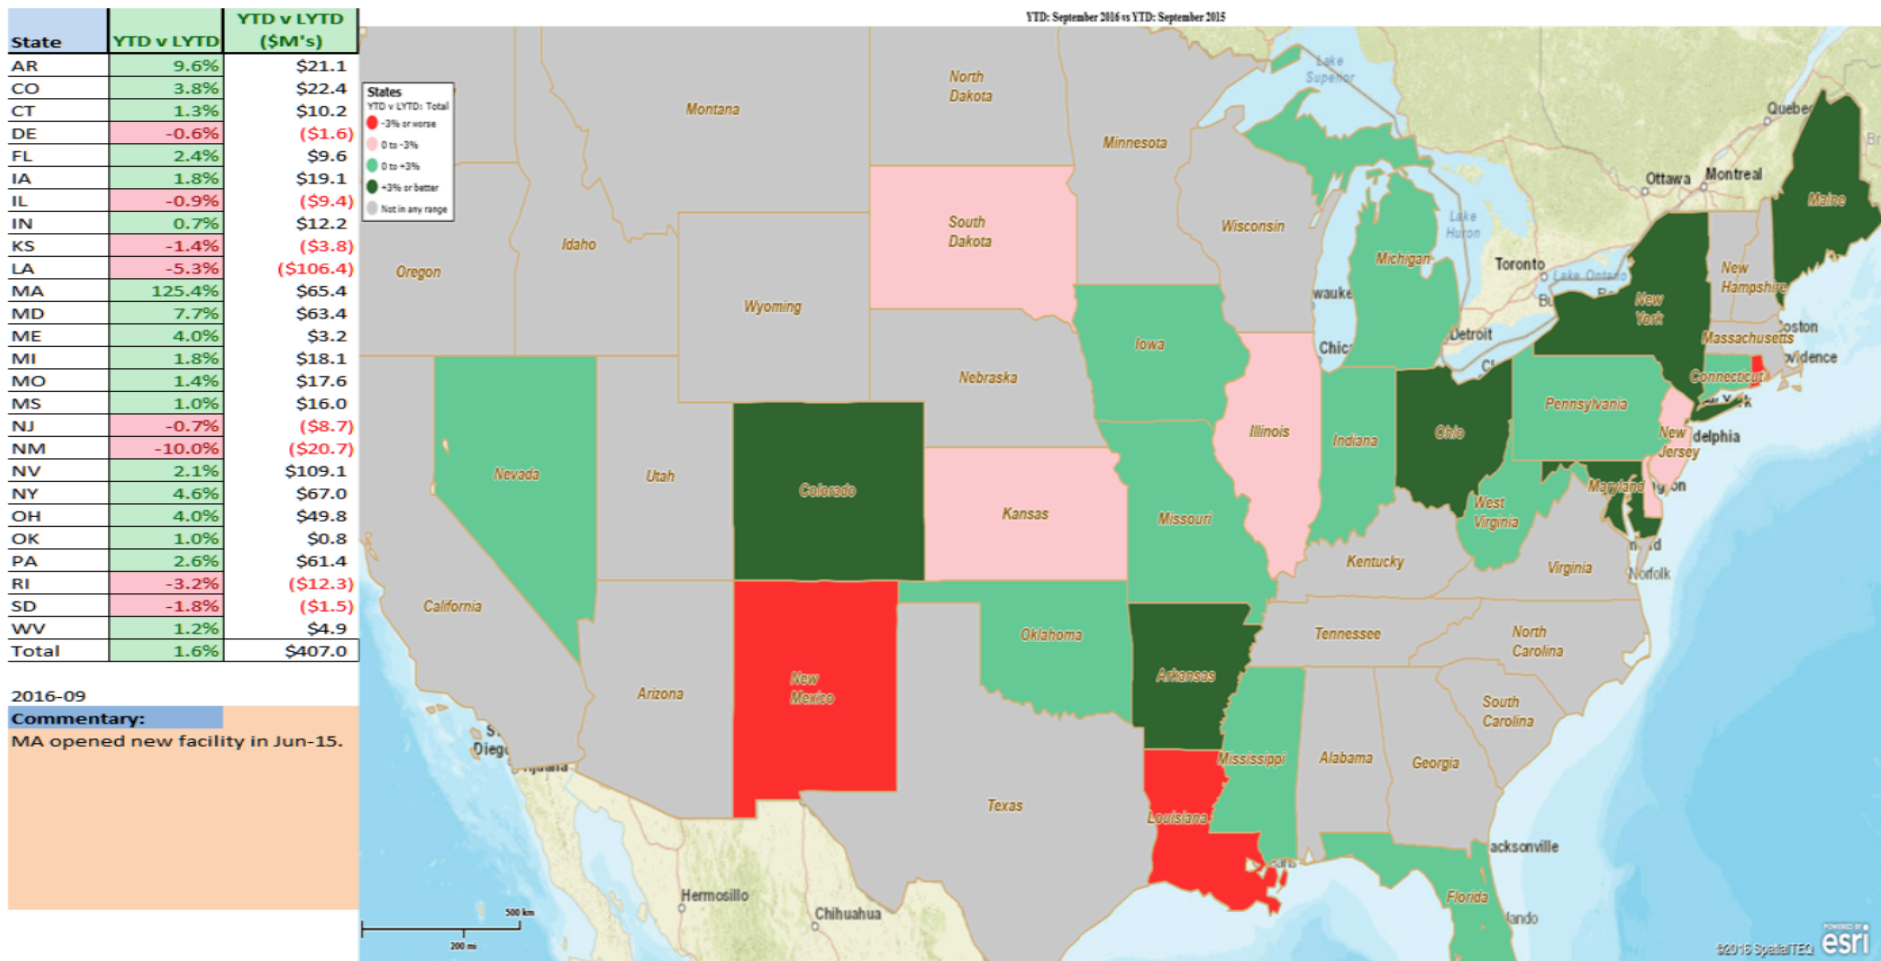 State YTD v LYTD YTD v LYTD ($M's)
AR 9.6% $21.1
CO 3.8% $22.4
CT 1.3% $10.2
DE -0.6% ($1.6)
FL 2.4% $9.6
IA 1.8% $19.1
IL -0.9% ($9.4)
IN 0.7% $12.2
KS -1.4% ($3.8)
LA -5.3% ($106.4)
MA 125.4% $65.4
MD 7.7% $63.4
ME 4.0% $3.2
MI 1.8% $18.1
MO 1.4% $17.6
MS 1.0% $16.0
NJ -0.7% ($8.7)
NM -10.0% ($20.7)
NV 2.1% $109.1
NY 4.6% $67.0
OH 4.0% $49.8
OK 1.0% $0.8
PA 2.6% $61.4
RI -3.2% ($12.3)
SD -1.8% ($1.5)
WV 1.2% $4.9
Total 1.6% $407.0
2016-09
Commentary:
MA opened new facility in Jun-15.
YTD: September 2016 vs YTD: September 2015
States
YTD v LYTD: Total
-3% or worse
0 to -3%
0 to +3%
+3% or better
Not in any range
Lake
Superior
North
Dakota
Montana
Minnesota
Quebec
Ottawa
Montreal
Maine
South
Dakota
Wisconsin
Lake
Huron
Idaho
Oregon
Michigan
Toronto
Lake Ontario
New
Hampshire
Wyoming
waukee
New
York
Iowa
Detroit
Massachusetts
oston
Chic
ovidence
Nebraska
Connecticut
Pennsylvania
Illinois
Indiana
Ohio
New
Jersey
delphia
Nevada
Utah
Colorado
Kansas
Missouri
West
Virginia
Maryland
Kentucky
Virginia
Norfolk
California
Oklahoma
Tennessee
North
Carolina
Arizona
New
Mexico
Arkansas
South
Carolina
Diego
Mississippi
Alabama
Georgia
Texas
Louisiana
acksonville
Hermosillo
Chihuahua
Florida
lando
500 km
200 mi
©2016 SpatialTEQ
POWERED BY
esri